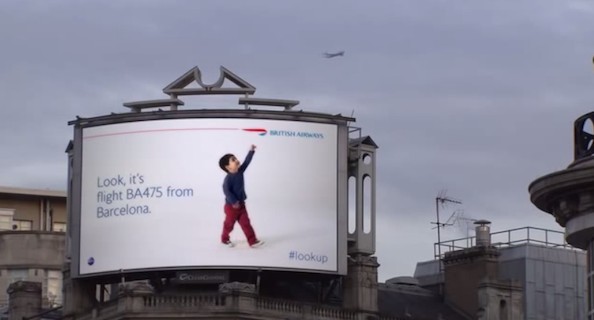 BRITISH AIRWAYS
Look, it's
flight BA475 from
Barcelona.
#lookup